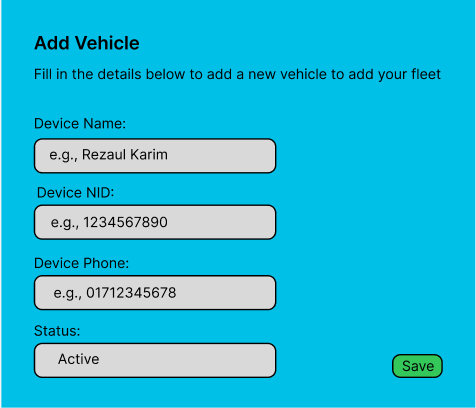 Add Vehicle
Fill in the details below to add a new vehicle to add your fleet
Device Name:
e.g., Rezaul Karim
Device NID:
e.g., 1234567890
Device Phone:
e.g., 01712345678
Status:
Active
Save